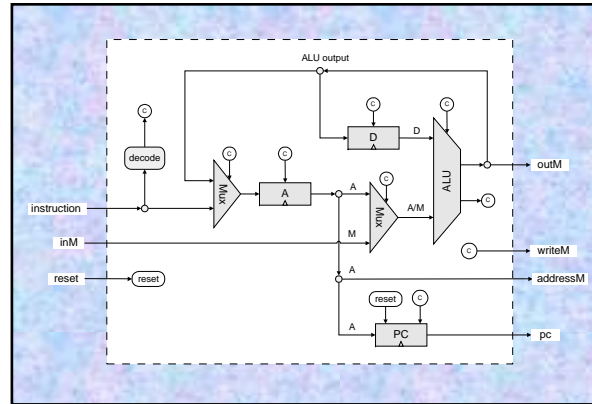 ALU output
C
C
C
D
D
decode
C
C
ALU
outM
Mux
A
A
C
Mux
A/M
C
instruction
inM
M
C
writeM
reset
reset
A
addressM
reset
C
A
PC
pc